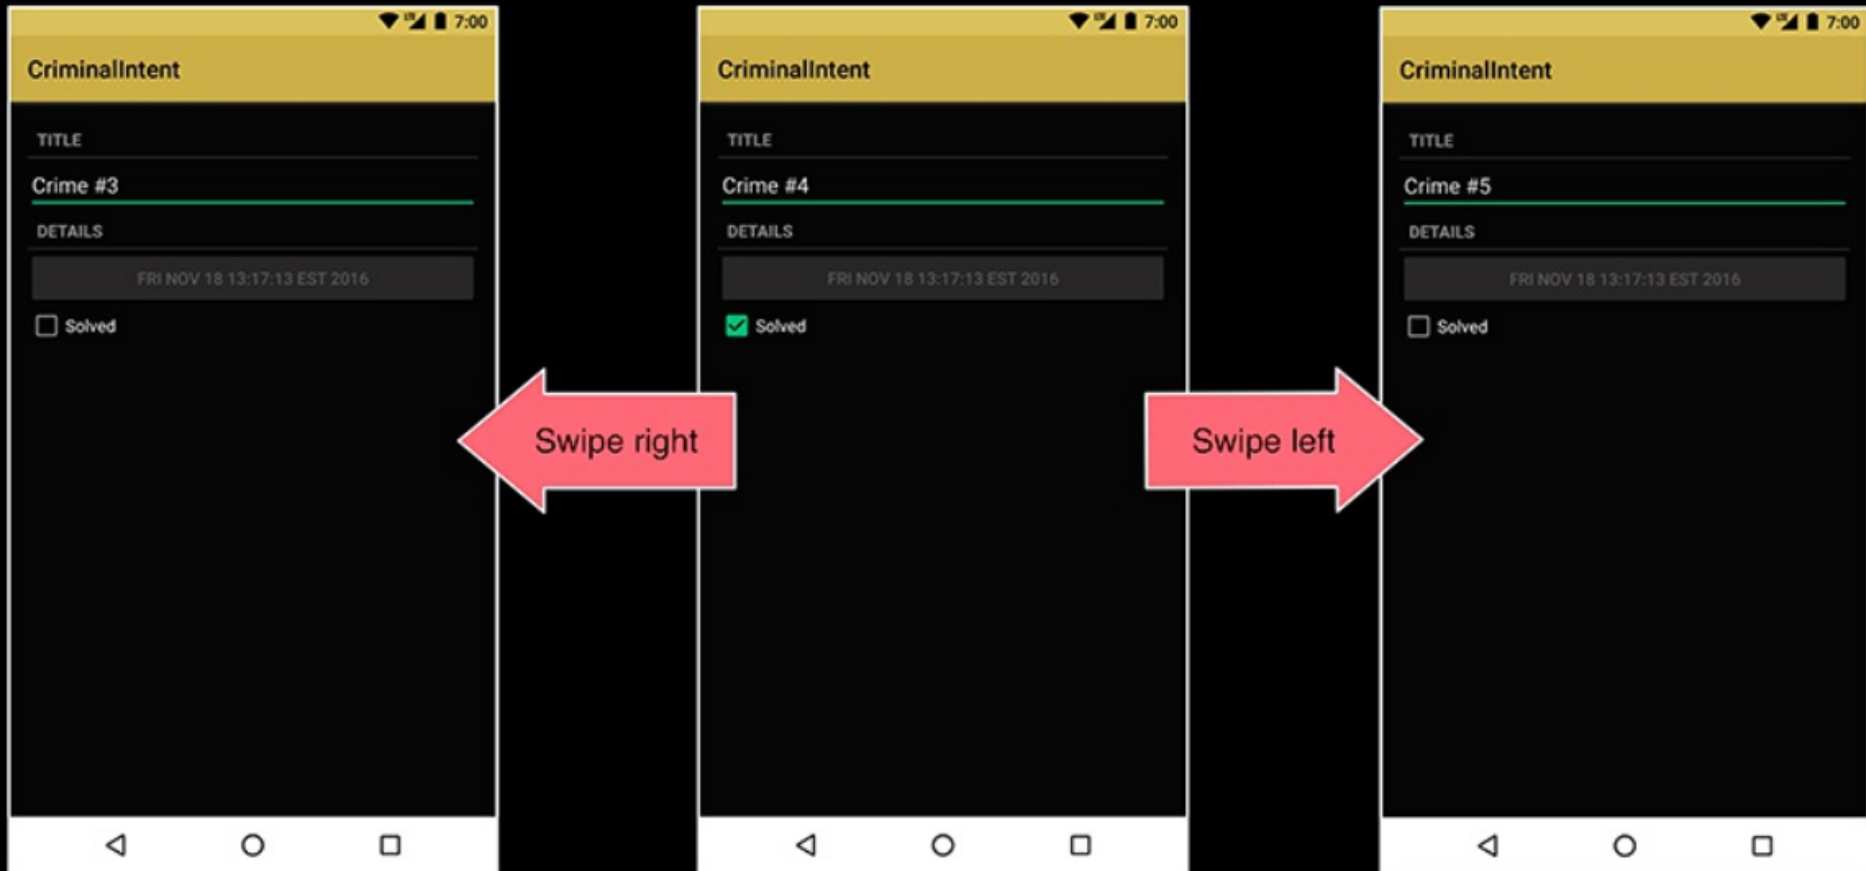 7:00
CriminalIntent
TITLE
Crime #3
DETAILS
FRI NOV 18 13:17:13 EST 2016
Solved
Swipe right
7:00
CriminalIntent
TITLE
Crime #4
DETAILS
FRI NOV 18 13:17:13 EST 2016
Solved
Swipe left
7:00
CriminalIntent
TITLE
Crime #5
DETAILS
FRI NOV 18 13:17:13 EST 2016
Solved